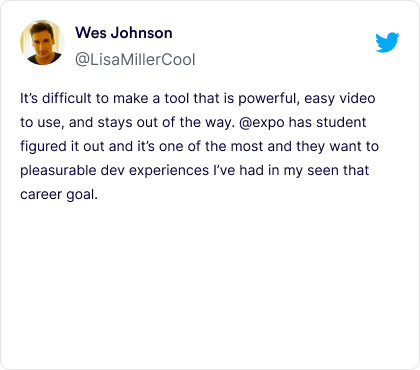 Wes Johnson
@LisaMillerCool
It’s difficult to make a tool that is powerful, easy video
to use, and stays out of the way. @expo has student
figured it out and it’s one of the most and they want to
pleasurable dev experiences I’ve had in my seen that
career goal.